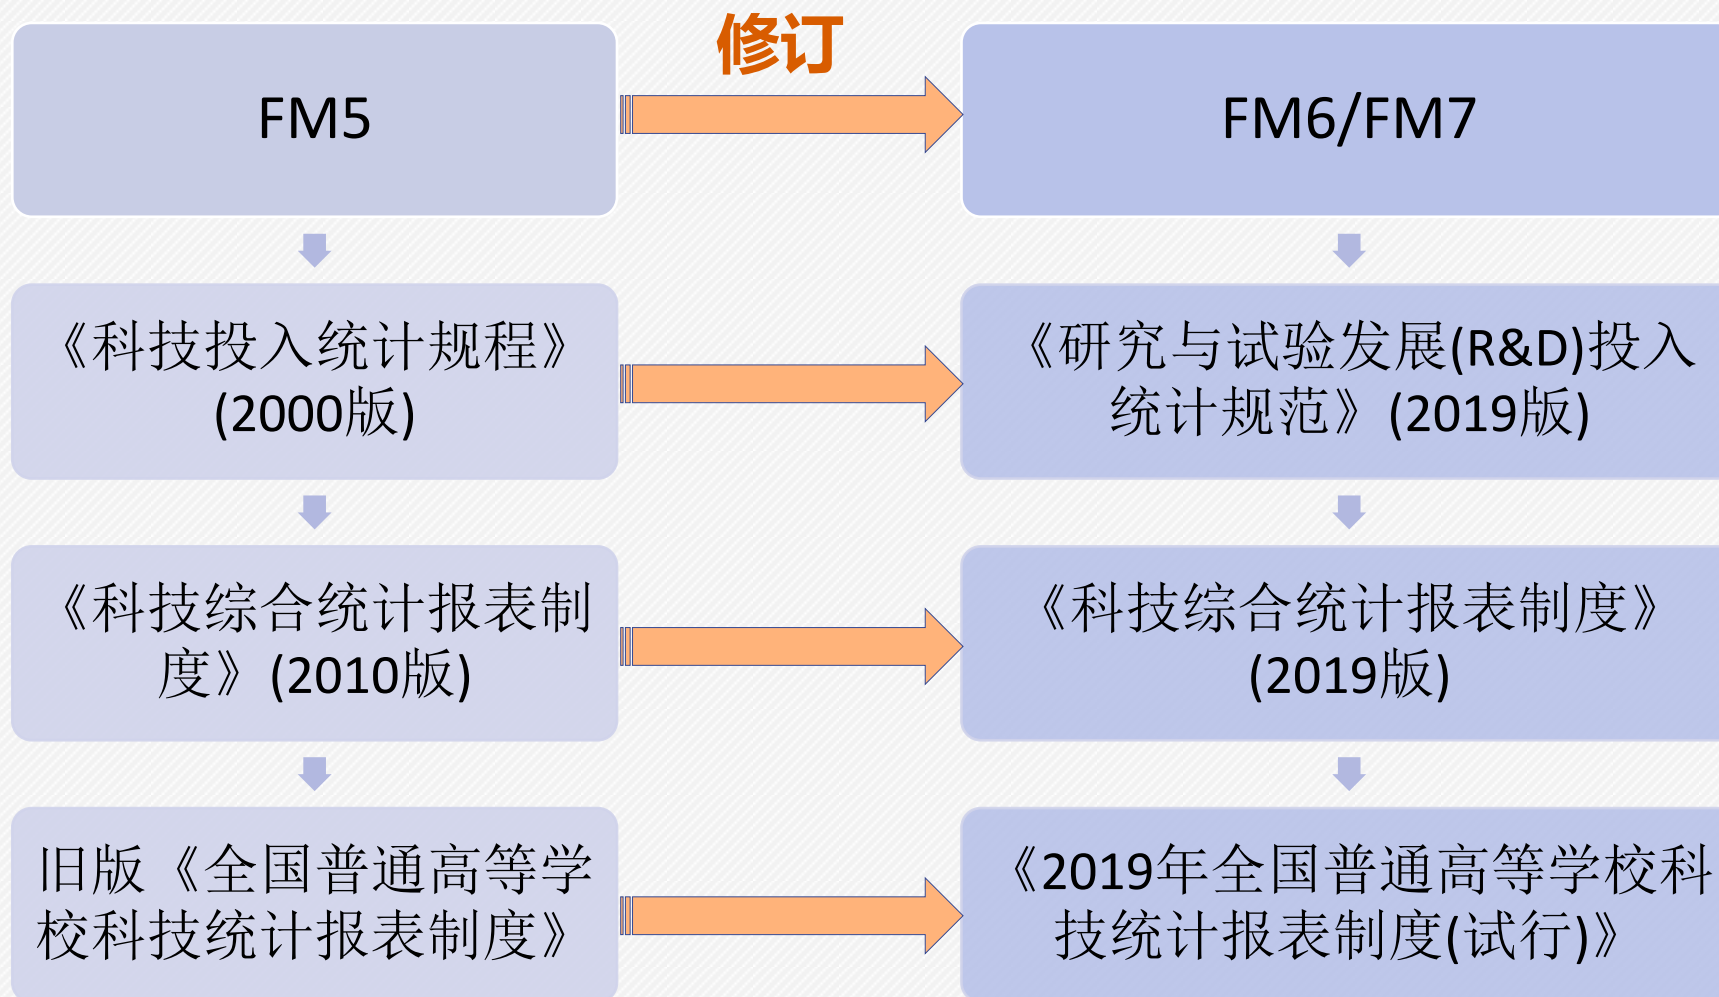 修订
FM5
FM6/FM7
《科技投入统计规程》
(2000版)
《研究与试验发展(R&D)投入
统计规范》(2019版)
《科技综合统计报表制
度》(2010版)
《科技综合统计报表制度》
(2019版)
旧版《全国普通高等学
校科技统计报表制度》
《2019年全国普通高等学校科
技统计报表制度(试行)》